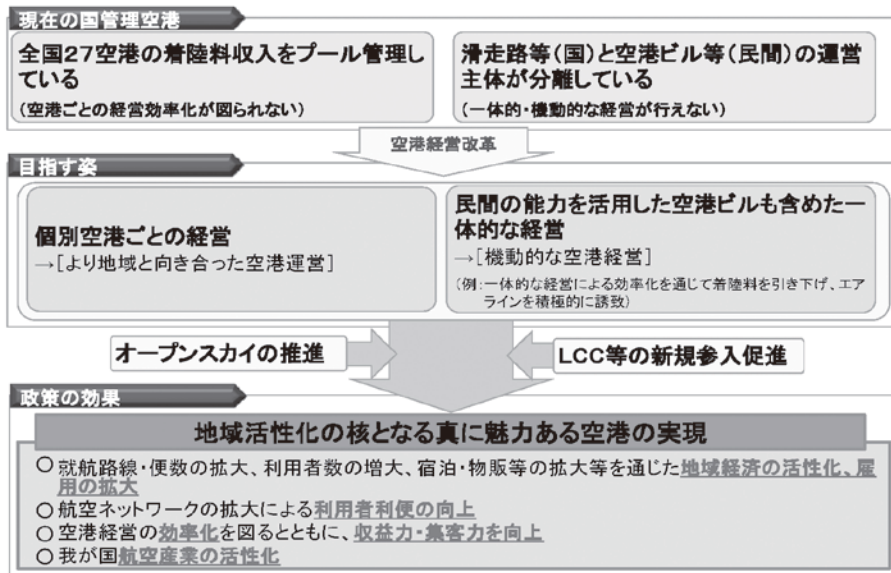 現在の国管理空港
全国27空港の着陸料収入をプール管理し
ている
(空港ごとの経営効率化が図られない)
滑走路等(国)と空港ビル等(民間)の運営
主体が分離している
(一体的・機動的な経営が行えない)
空港経営改革
目指す姿
個別空港ごとの経営
→[より地域と向き合った空港運営]
民間の能力を活用した空港ビルも含めた一
体的な経営
→[機動的な空港経営]
(例:一体的な経営による効率化を通じて着陸料を引き下げ、エア
ラインを積極的に誘致)
オープンスカイの推進
LCC等の新規参入促進
政策の効果
地域活性化の核となる真に魅力ある空港の実現
○就航路線・便数の拡大、利用者数の増大、宿泊・物販等の拡大等を通じた地域経済の活性化、雇
用の拡大
○航空ネットワークの拡大による利用者利便の向上
○空港経営の効率化を図るとともに、収益力・集客力を向上
○我が国航空産業の活性化